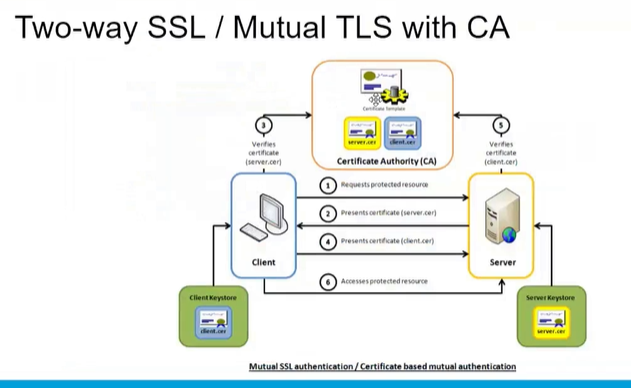 Two-way SSL / Mutual TLS with CA
Certificate Template
server.cer
client.cer
Certificate Authority (CA)
3
Verifies
certificate
(server.cer)
5
Verifies
certificate
(client.cer)
1 Requests protected resource
2 Presents certificate (server.cer)
4 Presents certificate (client.cer)
6 Accesses protected resource
Client
Server
Client Keystore
client.cer
Server Keystore
server.cer
Mutual SSL authentication / Certificate based mutual authentication